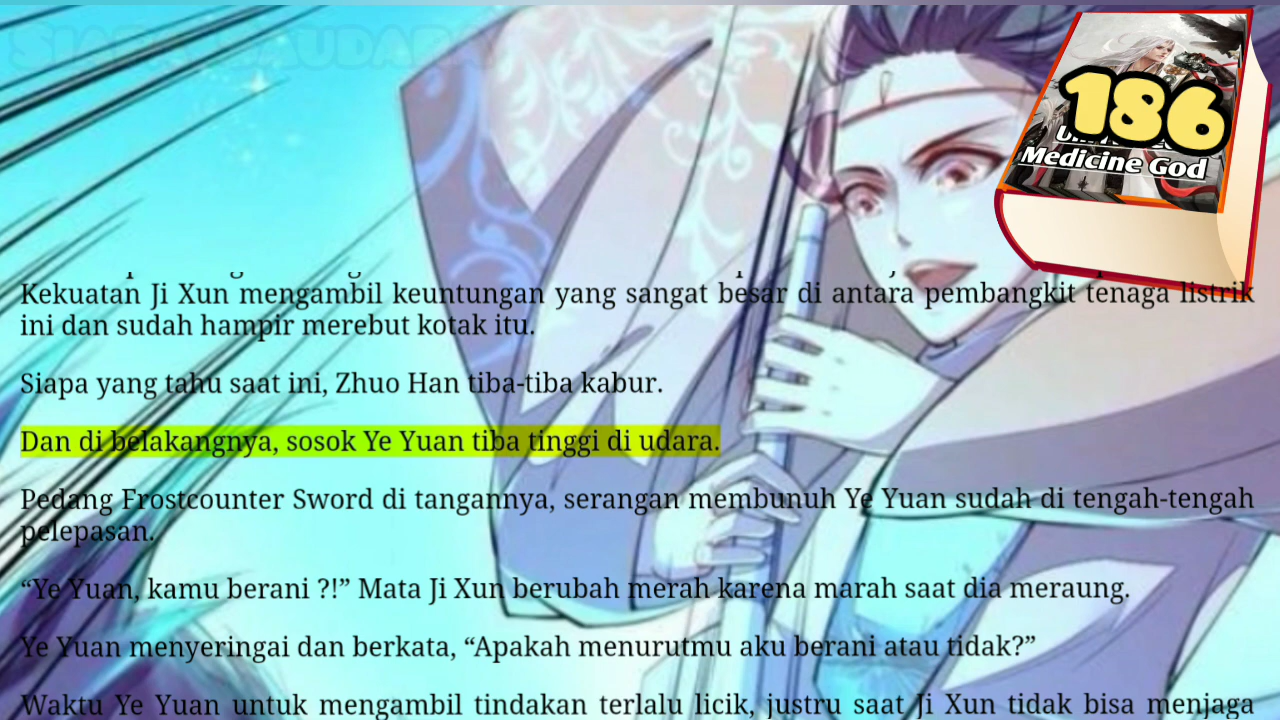 186
Medicine God
Kekuatan Ji Xun mengambil keuntungan yang sangat besar di antara pembangkit tenaga listrik
ini dan sudah hampir merebut kotak itu.
Siapa yang tahu saat ini, Zhuo Han tiba-tiba kabur.
Dan di belakangnya, sosok Ye Yuan tiba tinggi di udara.
Pedang Frostcounter Sword di tangannya, serangan membunuh Ye Yuan sudah di tengah-tengah
pelepasan.
“Ye Yuan, kamu berani ?!” Mata Ji Xun berubah merah karena marah saat dia meraung.
Ye Yuan menyeringai dan berkata, “Apakah menurutmu aku berani atau tidak?”
Waktu Ye Yuan untuk mengambil tindakan terlalu licik, justru saat Ji Xun tidak bisa menjaga